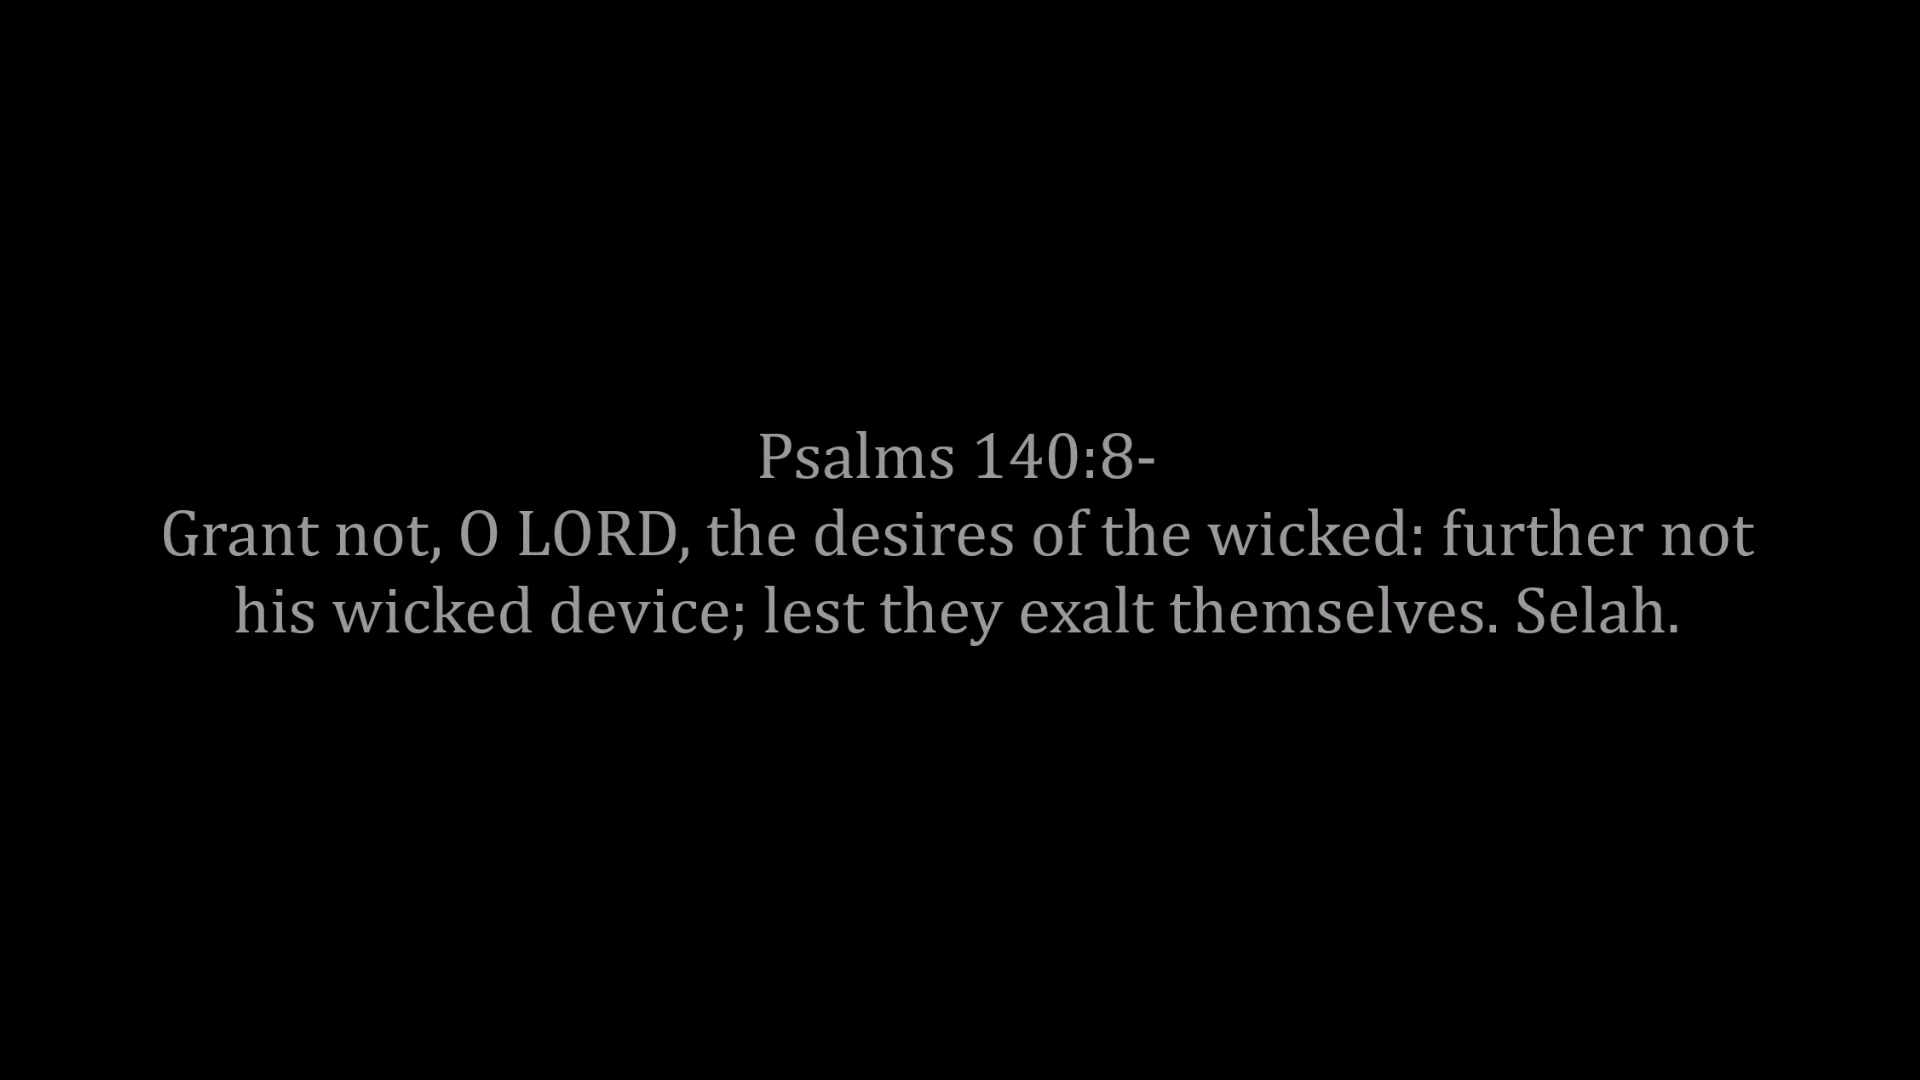 Psalms 140:8-
Grant not, O LORD, the desires of the wicked: further not
his wicked device; lest they exalt themselves. Selah.